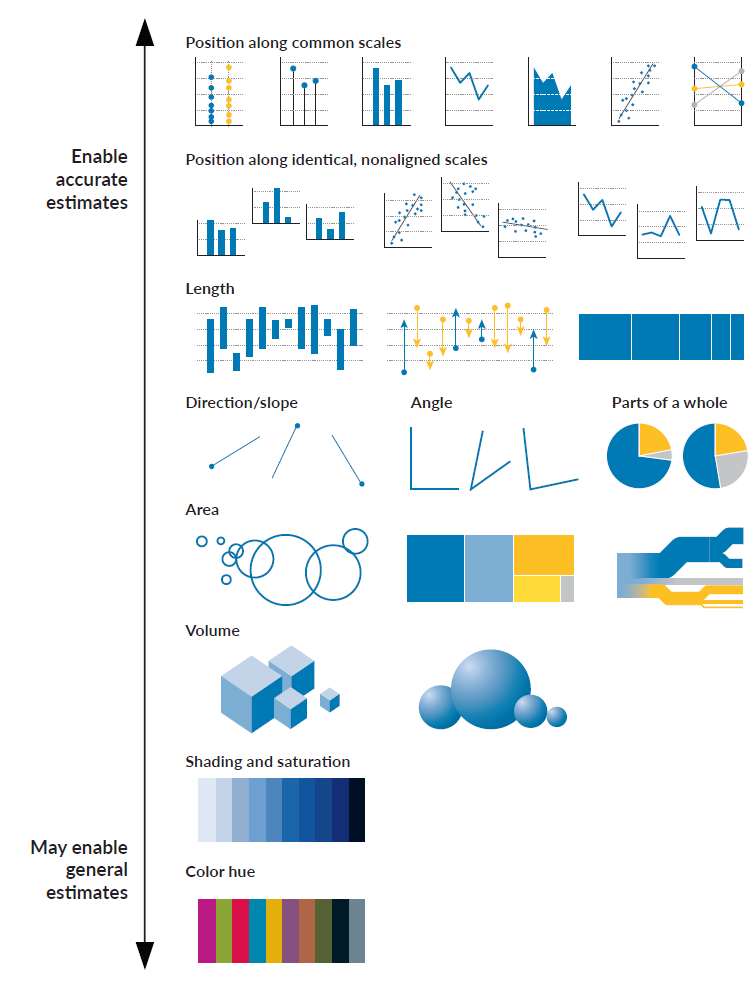 Position along common scales
Enable
accurate
estimates
Position along identical, nonaligned scales
Length
Direction/slope
Angle
Parts of a whole
Area
Volume
Shading and saturation
May enable
general
estimates
Color hue